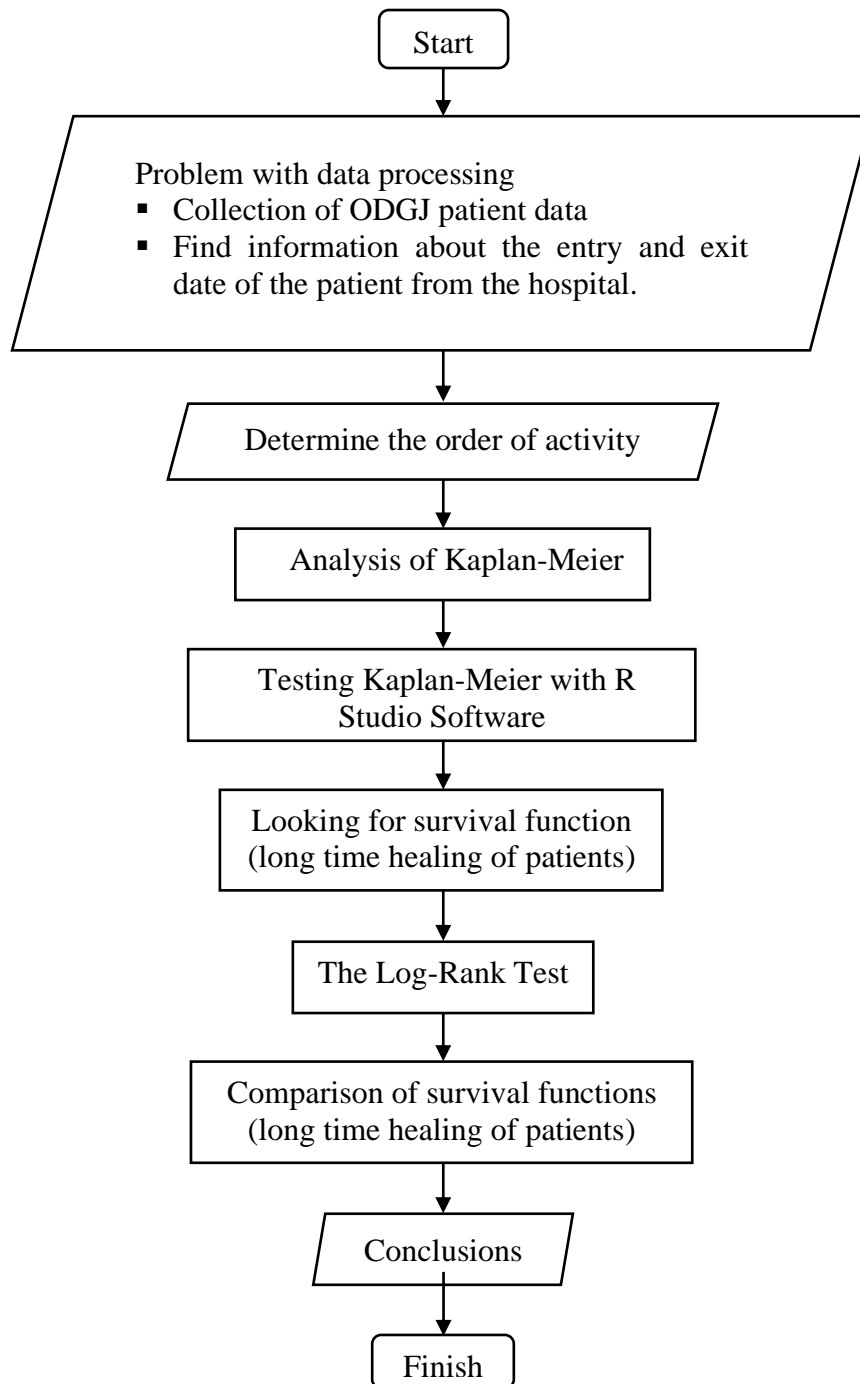 Start
Problem with data processing
▪ Collection of ODGJ patient data
▪ Find information about the entry and exit
date of the patient from the hospital.
Determine the order of activity
Analysis of Kaplan-Meier
Testing Kaplan-Meier with R
Studio Software
Looking for survival function
(long time healing of patients)
The Log-Rank Test
Comparison of survival functions
(long time healing of patients)
Conclusions
Finish